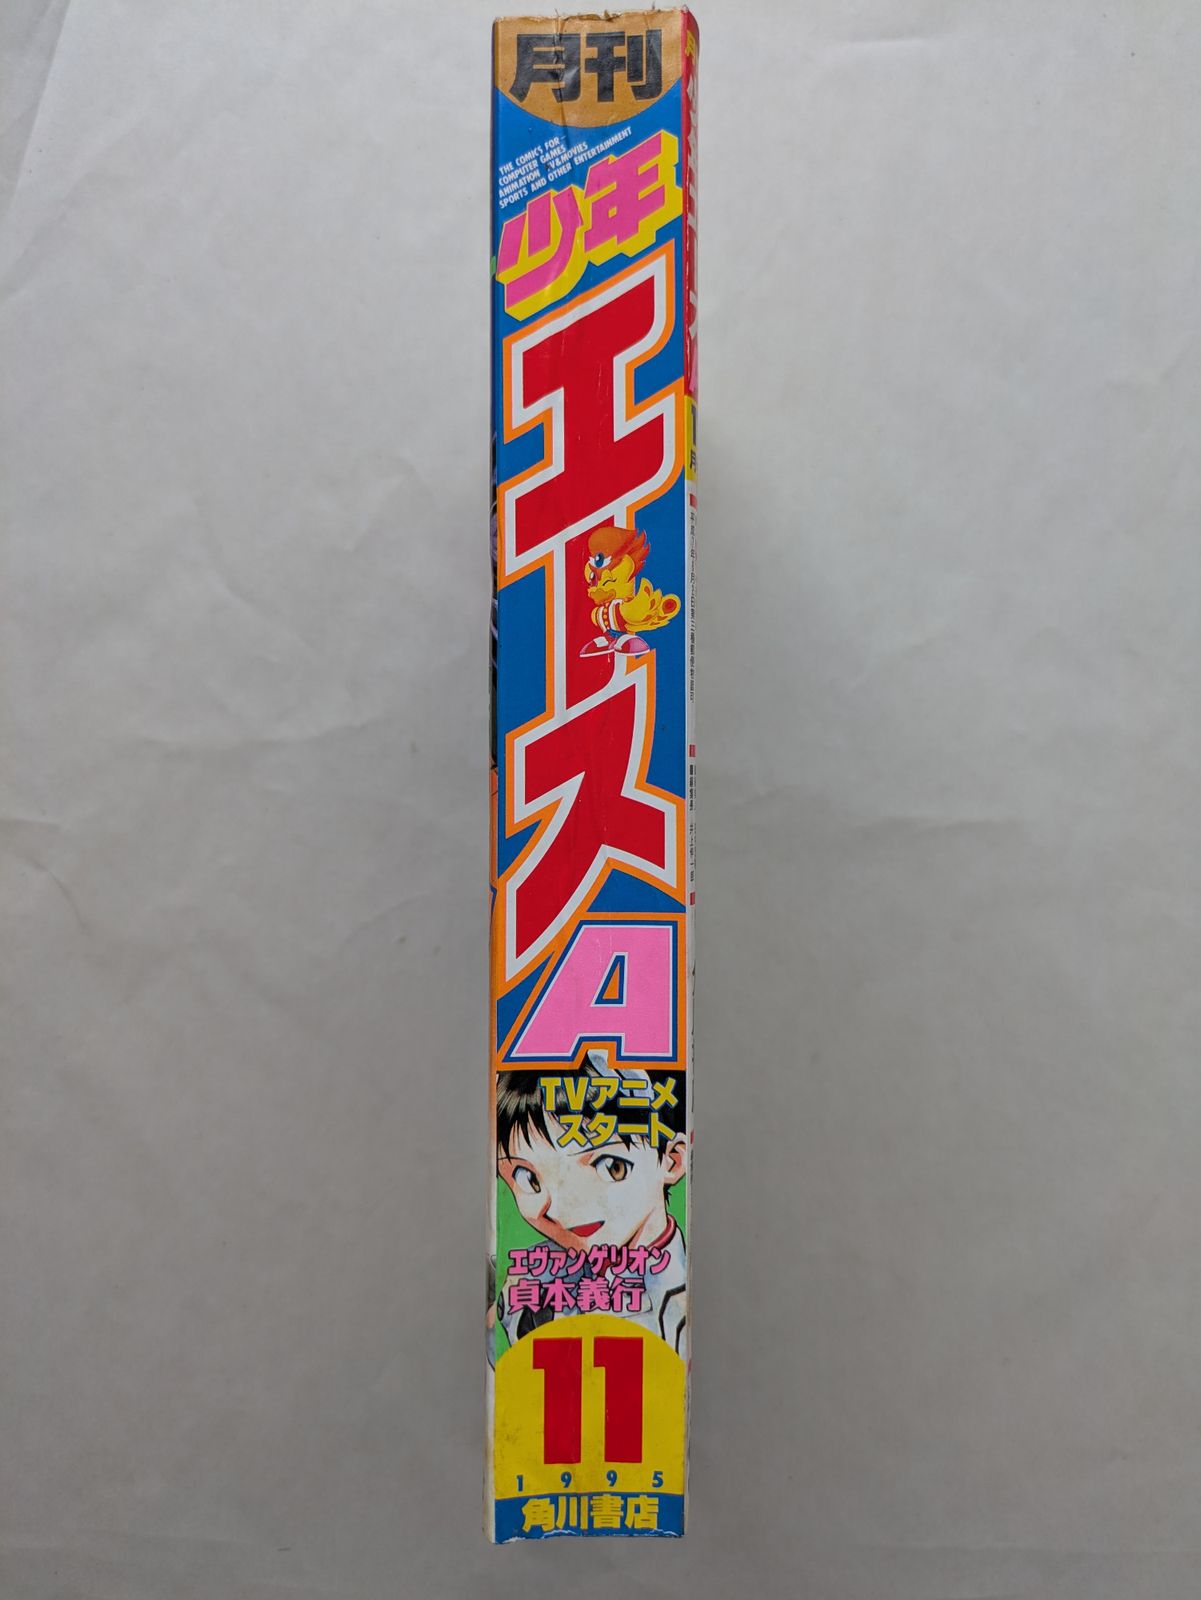 月刊
THE COMICS FOR
COMPUTER GAMES
ANIMATION TV&MOVIES
SPORTS AND OTHER ENTERTAINMENT
少年
エース
A
TVアニメ
スタート
エヴァンゲリオン
貞本義行
11
1995
角川書店